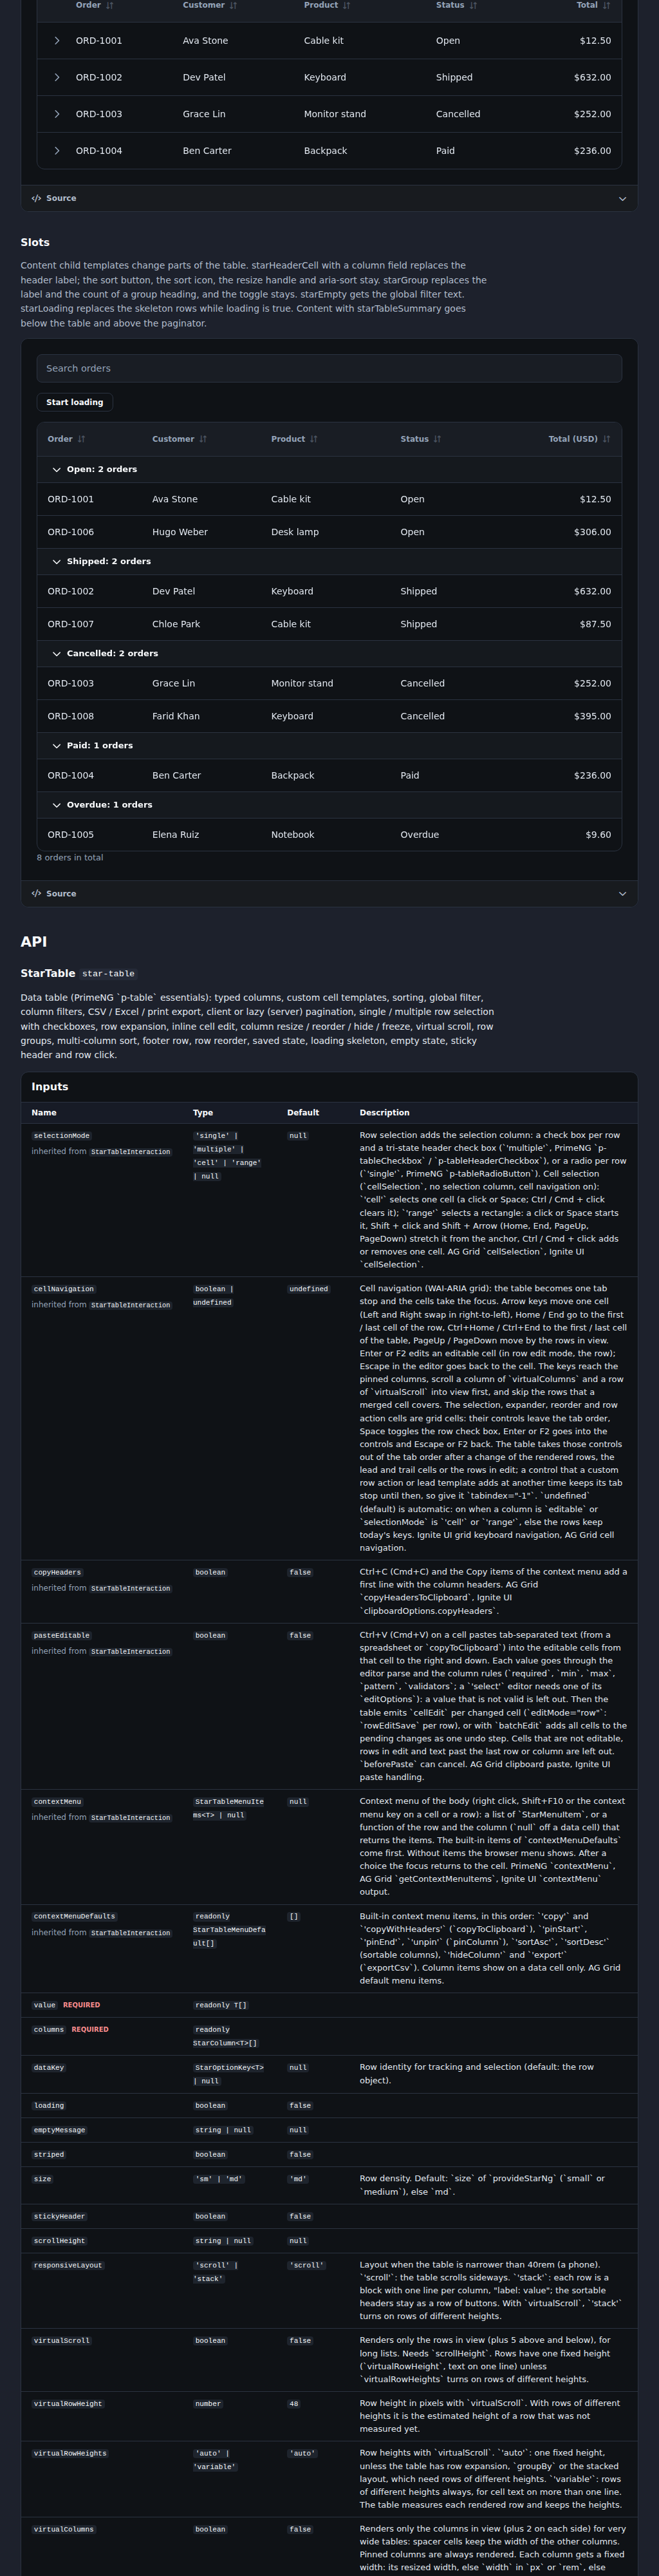 Order Customer Product Status Total
ORD-1001 Ava Stone Cable kit Open $12.50
ORD-1002 Dev Patel Keyboard Shipped $632.00
ORD-1003 Grace Lin Monitor stand Cancelled $252.00
ORD-1004 Ben Carter Backpack Paid $236.00
Source
Slots
Content child templates change parts of the table. starHeaderCell with a column field replaces the
header label; the sort button, the sort icon, the resize handle and aria-sort stay. starGroup replaces the
label and the count of a group heading, and the toggle stays. starEmpty gets the global filter text.
starLoading replaces the skeleton rows while loading is true. Content with starTableSummary goes
below the table and above the paginator.
Search orders
Start loading
Order Customer Product Status Total (USD)
Open: 2 orders
ORD-1001 Ava Stone Cable kit Open $12.50
ORD-1006 Hugo Weber Desk lamp Open $306.00
Shipped: 2 orders
ORD-1002 Dev Patel Keyboard Shipped $632.00
ORD-1007 Chloe Park Cable kit Shipped $87.50
Cancelled: 2 orders
ORD-1003 Grace Lin Monitor stand Cancelled $252.00
ORD-1008 Farid Khan Keyboard Cancelled $395.00
Paid: 1 orders
ORD-1004 Ben Carter Backpack Paid $236.00
Overdue: 1 orders
ORD-1005 Elena Ruiz Notebook Overdue $9.60
8 orders in total
Source
API
StarTable star-table
Data table (PrimeNG `p-table` essentials): typed columns, custom cell templates, sorting, global filter,
column filters, CSV / Excel / print export, client or lazy (server) pagination, single / multiple row selection
with checkboxes, row expansion, inline cell edit, column resize / reorder / hide / freeze, virtual scroll, row
groups, multi-column sort, footer row, row reorder, saved state, loading skeleton, empty state, sticky
header and row click.
Inputs
Name Type Default Description
selectionMode
inherited from StarTableInteraction
'single' |
'multiple' |
'cell' | 'range'
| null
null
Row selection adds the selection column: a check box per row
and a tri-state header check box (`'multiple'`, PrimeNG `p-
tableCheckbox` / `p-tableHeaderCheckbox`), or a radio per row
(`'single'`, PrimeNG `p-tableRadioButton`). Cell selection
(`cellSelection`, no selection column, cell navigation on):
`'cell'` selects one cell (a click or Space; Ctrl / Cmd + click
clears it); `'range'` selects a rectangle: a click or Space starts
it, Shift + click and Shift + Arrow (Home, End, PageUp,
PageDown) stretch it from the anchor, Ctrl / Cmd + click adds
or removes one cell. AG Grid `cellSelection`, Ignite UI
`cellSelection`.
cellNavigation
inherited from StarTableInteraction
boolean |
undefined
undefined
Cell navigation (WAI-ARIA grid): the table becomes one tab
stop and the cells take the focus. Arrow keys move one cell
(Left and Right swap in right-to-left), Home / End go to the first
/ last cell of the row, Ctrl+Home / Ctrl+End to the first / last cell
of the table, PageUp / PageDown move by the rows in view.
Enter or F2 edits an editable cell (in row edit mode, the row);
Escape in the editor goes back to the cell. The keys reach the
pinned columns, scroll a column of `virtualColumns` and a row
of `virtualScroll` into view first, and skip the rows that a
merged cell covers. The selection, expander, reorder and row
action cells are grid cells: their controls leave the tab order,
Space toggles the row check box, Enter or F2 goes into the
controls and Escape or F2 back. The table takes those controls
out of the tab order after a change of the rendered rows, the
lead and trail cells or the rows in edit; a control that a custom
row action or lead template adds at another time keeps its tab
stop until then, so give it `tabindex="-1"`. `undefined`
(default) is automatic: on when a column is `editable` or
`selectionMode` is `'cell'` or `'range'`, else the rows keep
today's keys. Ignite UI grid keyboard navigation, AG Grid cell
navigation.
copyHeaders
inherited from StarTableInteraction
boolean
false
Ctrl+C (Cmd+C) and the Copy items of the context menu add a
first line with the column headers. AG Grid
`copyHeadersToClipboard`, Ignite UI
`clipboardOptions.copyHeaders`.
pasteEditable
inherited from StarTableInteraction
boolean
false
Ctrl+V (Cmd+V) on a cell pastes tab-separated text (from a
spreadsheet or `copyToClipboard`) into the editable cells from
that cell to the right and down. Each value goes through the
editor parse and the column rules (`required`, `min`, `max`,
`pattern`, `validators`; a `'select'` editor needs one of its
`editOptions`): a value that is not valid is left out. Then the
table emits `cellEdit` per changed cell (`editMode="row"`:
`rowEditSave` per row), or with `batchEdit` adds all cells to the
pending changes as one undo step. Cells that are not editable,
rows in edit and text past the last row or column are left out.
`beforePaste` can cancel. AG Grid clipboard paste, Ignite UI
paste handling.
contextMenu
inherited from StarTableInteraction
StarTableMenuIte
ms<T> | null
null
Context menu of the body (right click, Shift+F10 or the context
menu key on a cell or a row): a list of `StarMenuItem`, or a
function of the row and the column (`null` off a data cell) that
returns the items. The built-in items of `contextMenuDefaults`
come first. Without items the browser menu shows. After a
choice the focus returns to the cell. PrimeNG `contextMenu`,
AG Grid `getContextMenuItems`, Ignite UI `contextMenu`
output.
contextMenuDefaults
inherited from StarTableInteraction
readonly
StarTableMenuDefa
ult[]
[]
Built-in context menu items, in this order: `'copy'` and
`'copyWithHeaders'` (`copyToClipboard`), `'pinStart'`,
`'pinEnd'`, `'unpin'` (`pinColumn`), `'sortAsc'`, `'sortDesc'`
(sortable columns), `'hideColumn'` and `'export'`
(`exportCsv`). Column items show on a data cell only. AG Grid
default menu items.
value REQUIRED readonly T[]
columns REQUIRED readonly
StarColumn<T>[]
dataKey
StarOptionKey<T>
| null
null
Row identity for tracking and selection (default: the row
object).
loading boolean false
emptyMessage string | null null
striped boolean false
size 'sm' | 'md' 'md' Row density. Default: `size` of `provideStarNg` (`small` or
`medium`), else `md`.
stickyHeader boolean false
scrollHeight string | null null
responsiveLayout
'scroll' |
'stack'
'scroll'
Layout when the table is narrower than 40rem (a phone).
`'scroll'`: the table scrolls sideways. `'stack'`: each row is a
block with one line per column, "label: value"; the sortable
headers stay as a row of buttons. With `virtualScroll`, `'stack'`
turns on rows of different heights.
virtualScroll boolean false Renders only the rows in view (plus 5 above and below), for
long lists. Needs `scrollHeight`. Rows have one fixed height
(`virtualRowHeight`, text on one line) unless
`virtualRowHeights` turns on rows of different heights.
virtualRowHeight number 48 Row height in pixels with `virtualScroll`. With rows of different
heights it is the estimated height of a row that was not
measured yet.
virtualRowHeights
'auto' |
'variable'
'auto'
Row heights with `virtualScroll`. `'auto'`: one fixed height,
unless the table has row expansion, `groupBy` or the stacked
layout, which need rows of different heights. `'variable'`: rows
of different heights always, for cell text on more than one line.
The table measures each rendered row and keeps the heights.
virtualColumns boolean false Renders only the columns in view (plus 2 on each side) for very
wide tables: spacer cells keep the width of the other columns.
Pinned columns are always rendered. Each column gets a fixed
width: its resized width, else `width` in `px` or `rem`, else